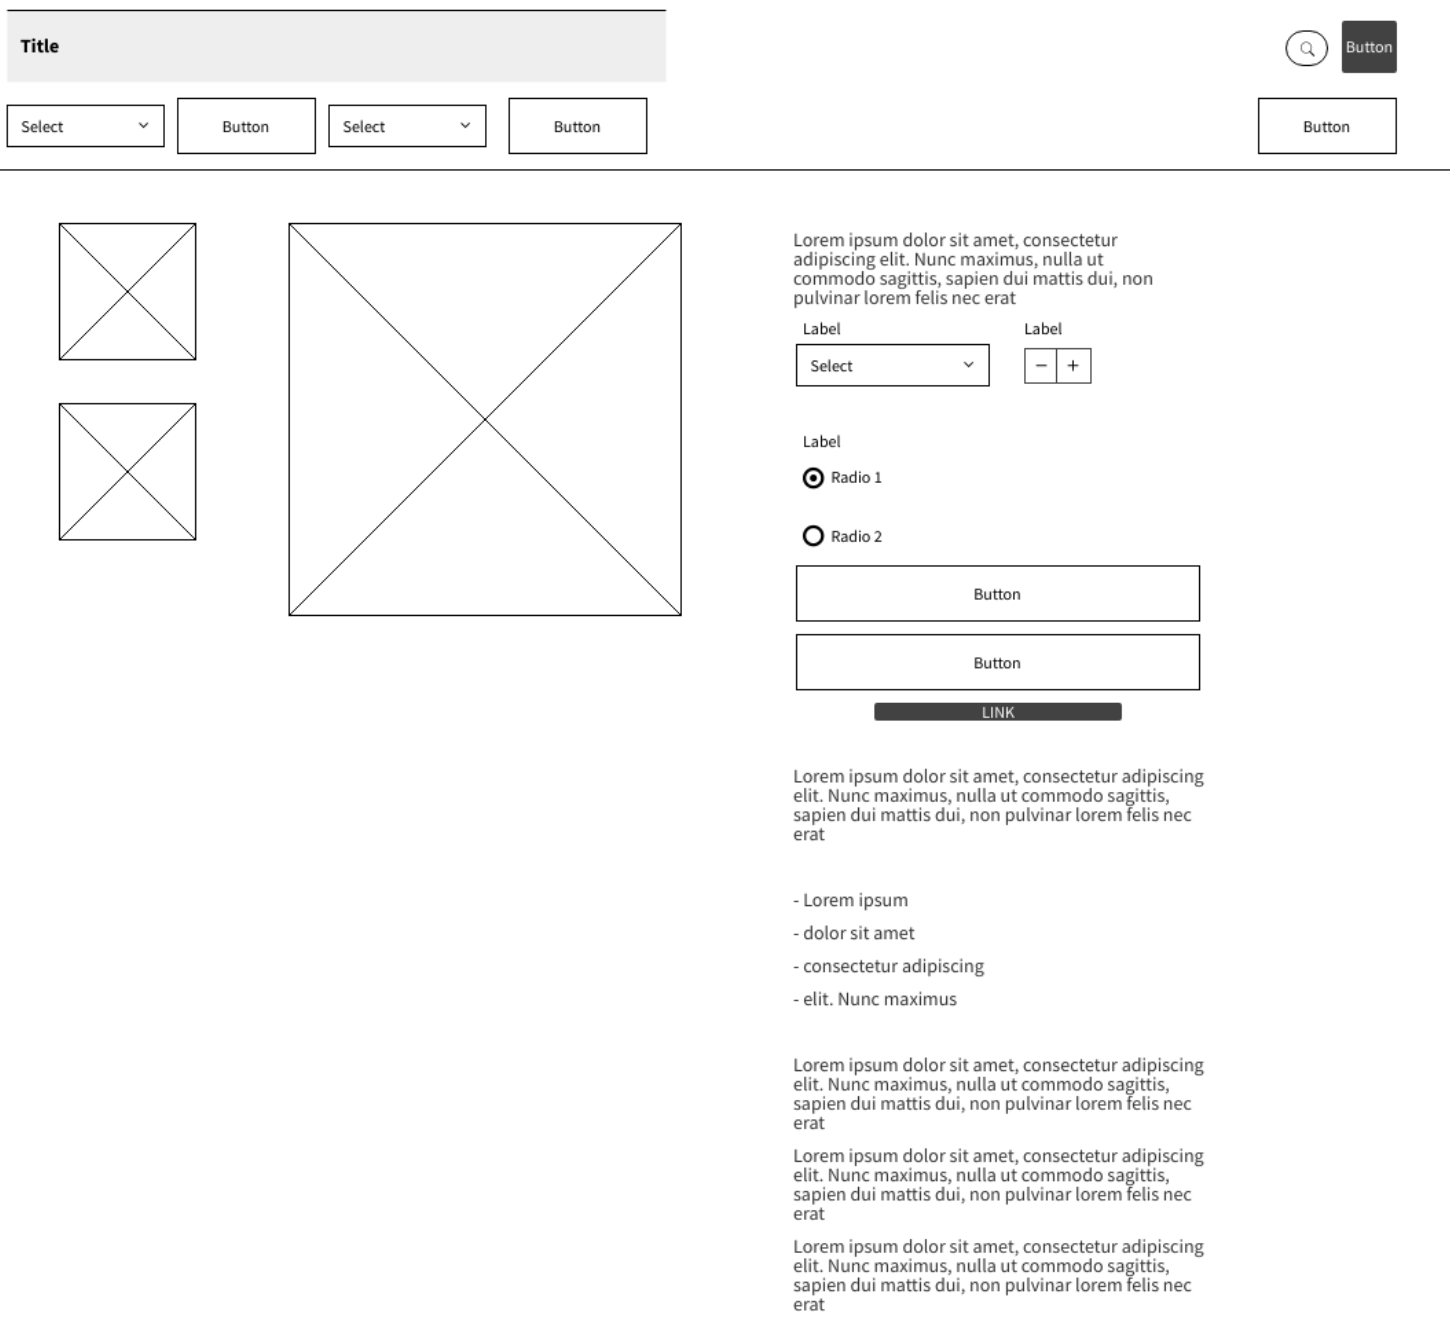 Title
Button
Select
Button
Select
Button
Button
Lorem ipsum dolor sit amet, consectetur
adipiscing elit. Nunc maximus, nulla ut
commodo sagittis, sapien dui mattis dui, non
pulvinar lorem felis nec erat
Label
Label
Select
− +
Label
Radio 1
Radio 2
Button
Button
LINK
Lorem ipsum dolor sit amet, consectetur adipiscing
elit. Nunc maximus, nulla ut commodo sagittis,
sapien dui mattis dui, non pulvinar lorem felis nec
erat
- Lorem ipsum
- dolor sit amet
- consectetur adipiscing
- elit. Nunc maximus
Lorem ipsum dolor sit amet, consectetur adipiscing
elit. Nunc maximus, nulla ut commodo sagittis,
sapien dui mattis dui, non pulvinar lorem felis nec
erat
Lorem ipsum dolor sit amet, consectetur adipiscing
elit. Nunc maximus, nulla ut commodo sagittis,
sapien dui mattis dui, non pulvinar lorem felis nec
erat
Lorem ipsum dolor sit amet, consectetur adipiscing
elit. Nunc maximus, nulla ut commodo sagittis,
sapien dui mattis dui, non pulvinar lorem felis nec
erat